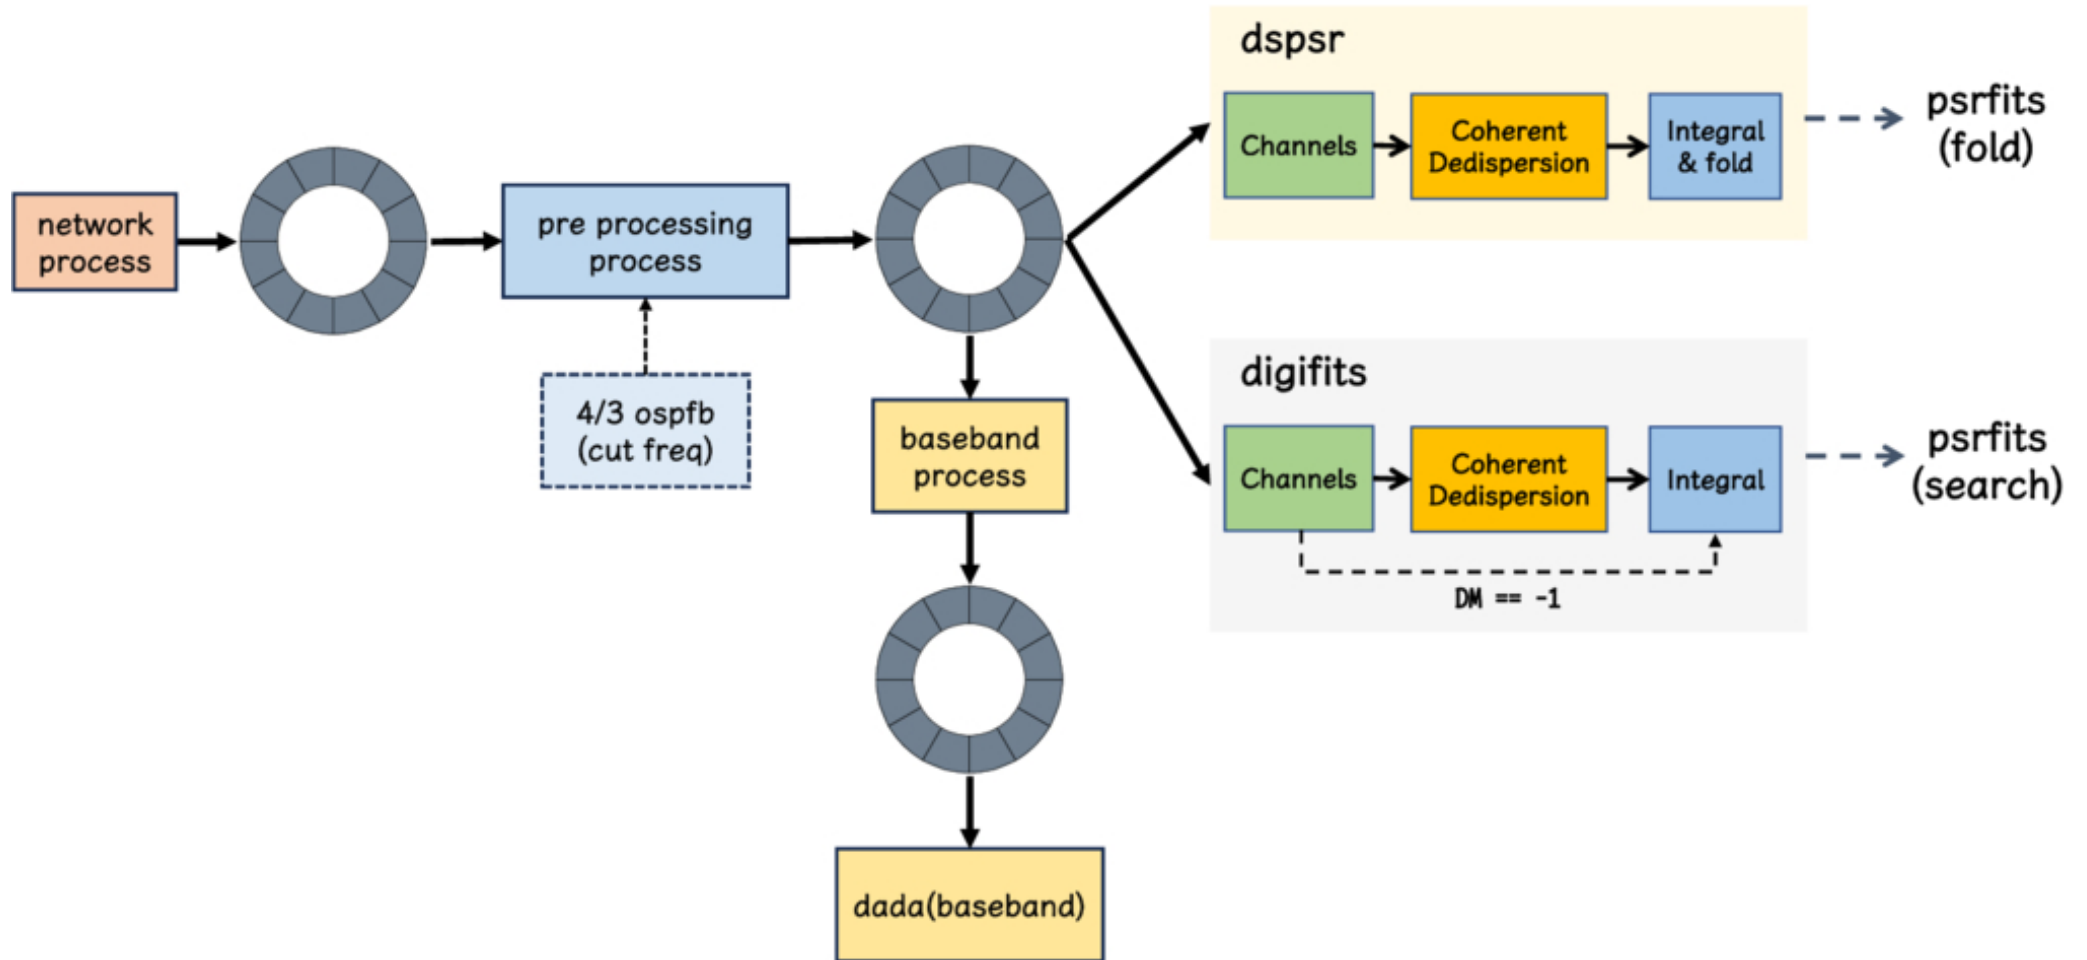 network
process
pre processing
process
4/3 ospfb
(cut freq)
baseband
process
dada(baseband)
dspsr
Channels
Coherent
Dedispersion
Integral
& fold
psrfits
(fold)
digifits
Channels
Coherent
Dedispersion
Integral
DM == -1
psrfits
(search)